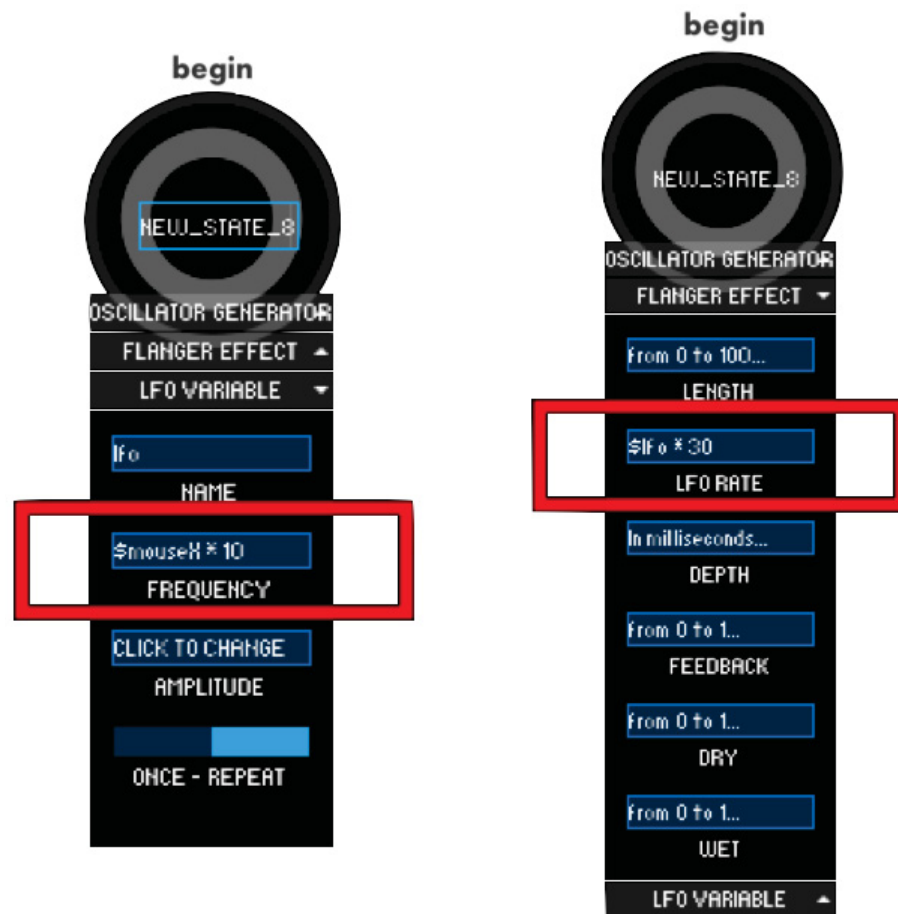 begin
NEW_STATE_8
OSCILLATOR GENERATOR
FLANGER EFFECT
LFO VARIABLE
lfo
NAME
$mouseX * 10
FREQUENCY
CLICK TO CHANGE
AMPLITUDE
ONCE - REPEAT
begin
NEW_STATE_8
OSCILLATOR GENERATOR
FLANGER EFFECT
from 0 to 100...
LENGTH
$lfo * 30
LFO RATE
In milliseconds...
DEPTH
from 0 to 1...
FEEDBACK
from 0 to 1...
DRY
from 0 to 1...
WET
LFO VARIABLE